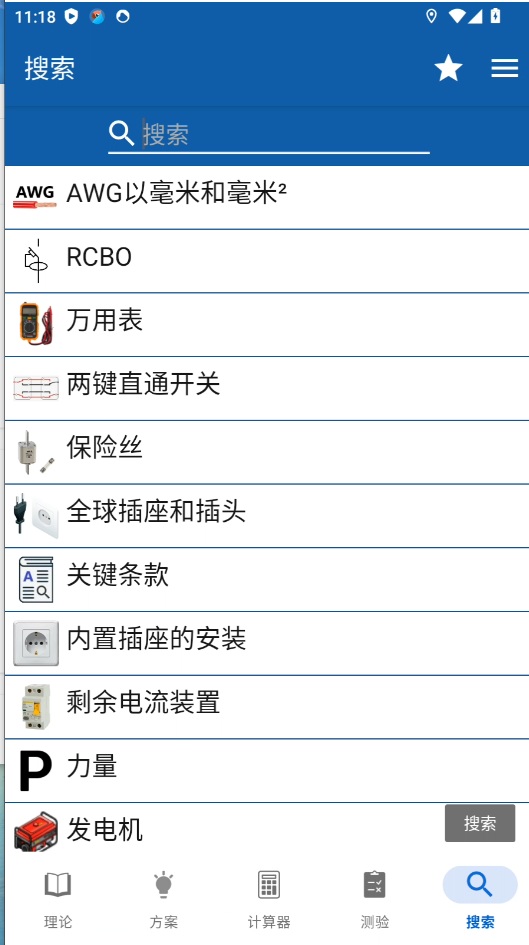 11:18
搜索
搜索
AWG
AWG以毫米和毫米²
RCBO
万用表
两键直通开关
保险丝
全球插座和插头
A
关键条款
内置插座的安装
剩余电流装置
P
力量
发电机
搜索
理论
方案
计算器
测验
搜索